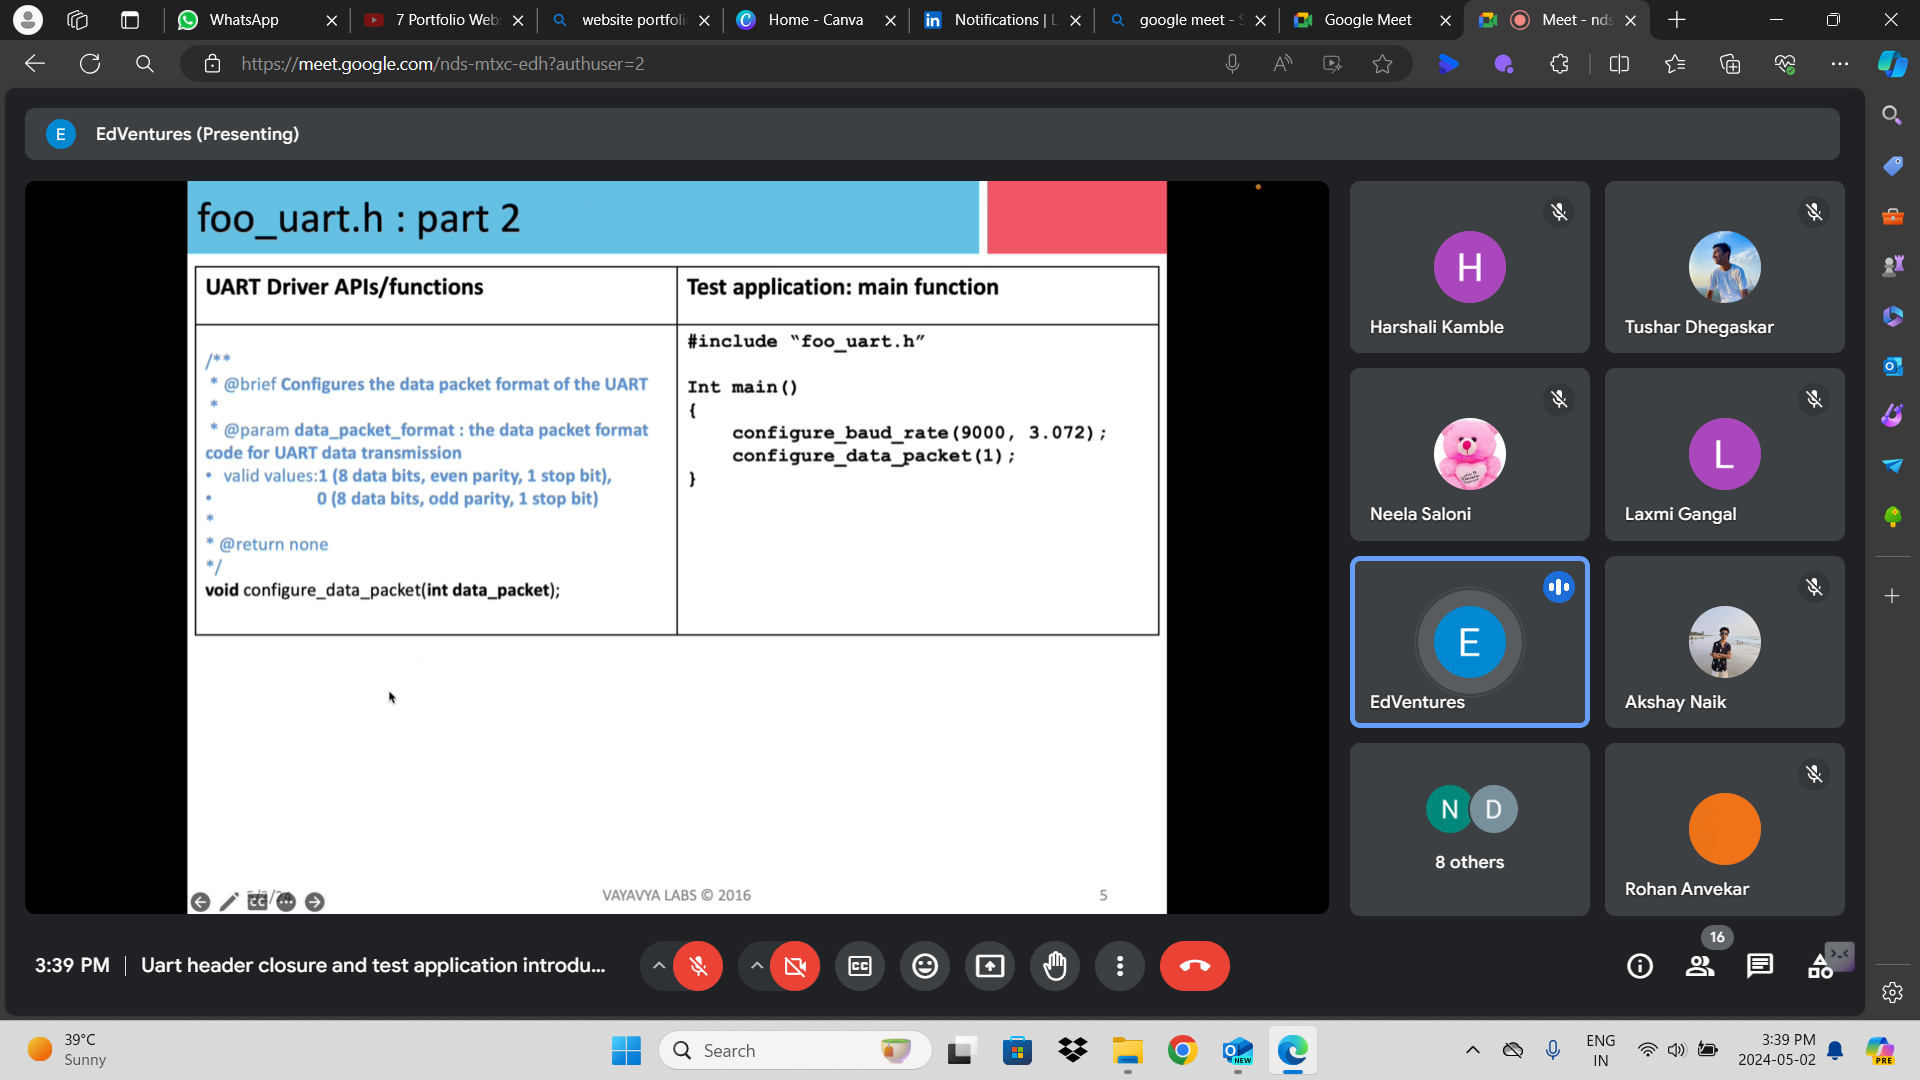 WhatsApp
7 Portfolio Web
website portfoli
Home - Canva
Notifications | L
google meet - S
Google Meet
Meet - nds
https://meet.google.com/nds-mtxc-edh?authuser=2
E EdVentures (Presenting)
foo_uart.h : part 2
UART Driver APIs/functions
Test application: main function
/**
* @brief Configures the data packet format of the UART
*
* @param data_packet_format : the data packet format
code for UART data transmission
• valid values:1 (8 data bits, even parity, 1 stop bit),
• 0 (8 data bits, odd parity, 1 stop bit)
*
* @return none
*/
void configure_data_packet(int data_packet);
#include “foo_uart.h”
Int main()
{
configure_baud_rate(9000, 3.072);
configure_data_packet(1);
}
VAYAVYA LABS © 2016
5
H
Harshali Kamble
Tushar Dhegaskar
Neela Saloni
L
Laxmi Gangal
E
EdVentures
Akshay Naik
N D
8 others
Rohan Anvekar
3:39 PM | Uart header closure and test application introdu...
CC
16
39°C
Sunny
Search
NEW
ENG
IN
3:39 PM
2024-05-02
PRE